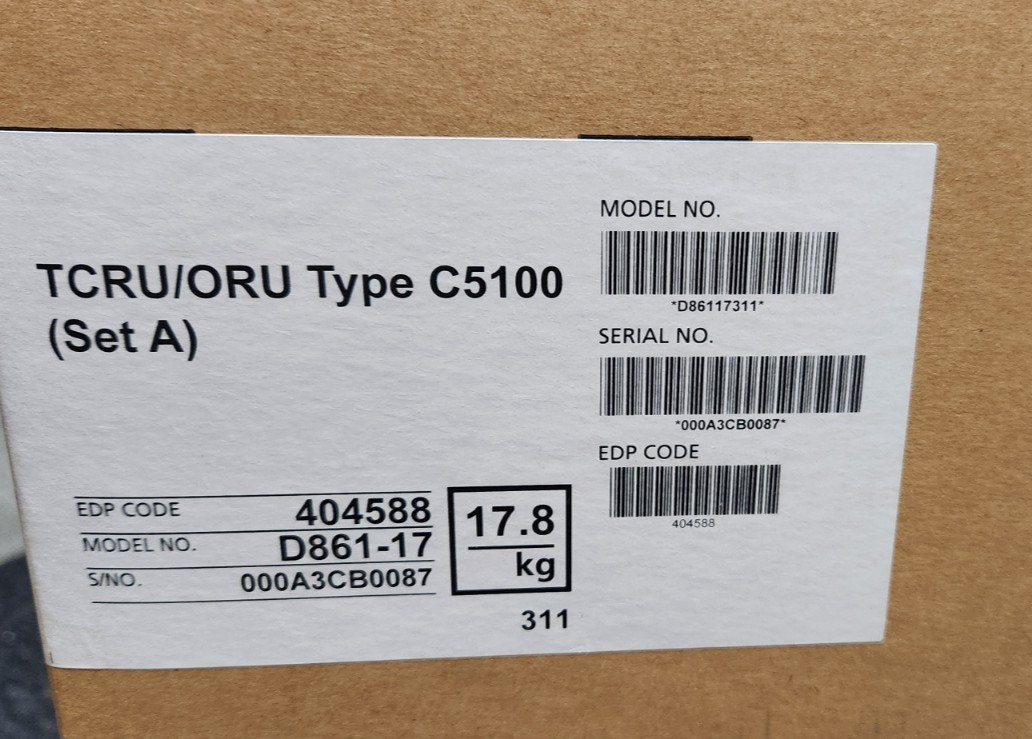 TCRU/ORU Type C5100
(Set A)
EDP CODE 404588
MODEL NO. D861-17
S/NO. 000A3CB0087
17.8
kg
311
MODEL NO.
*D86117311*
SERIAL NO.
*000A3CB0087*
EDP CODE
404588